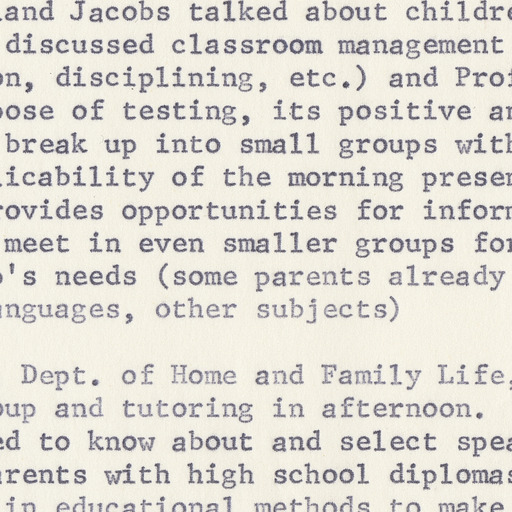 land Jacobs talked about childre
discussed classroom management
on, disciplining, etc.) and Prof
pose of testing, its positive an
break up into small groups with
licability of the morning presen
rovides opportunities for inform
meet in even smaller groups for
o's needs (some parents already
anguages, other subjects)
Dept. of Home and Family Life,
oup and tutoring in afternoon.
ed to know about and select spea
arents with high school diplomas
in educational methods to make